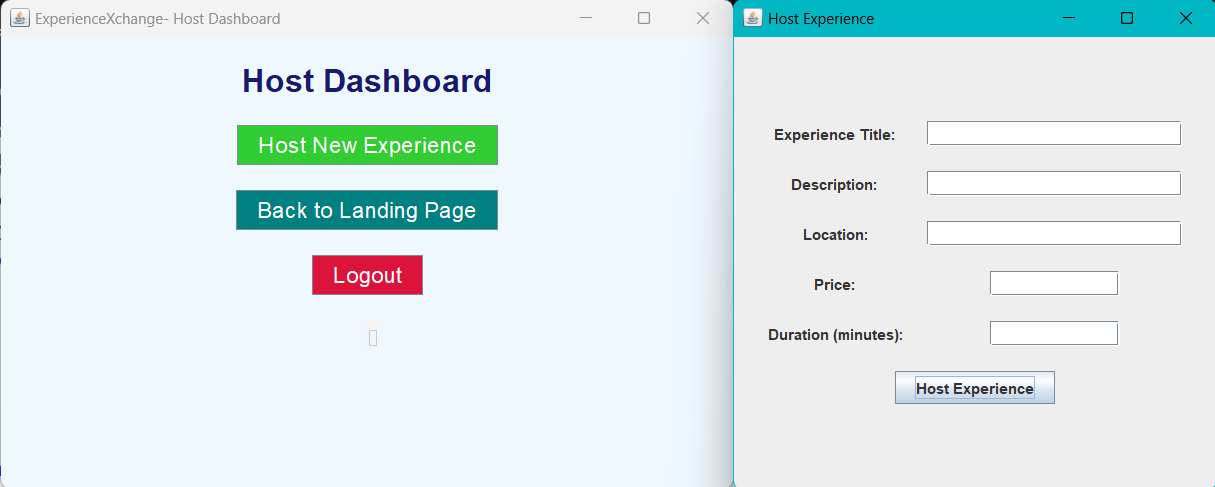 ExperienceXchange- Host Dashboard
Host Dashboard
Host New Experience
Back to Landing Page
Logout
Host Experience
Experience Title:
Description:
Location:
Price:
Duration (minutes):
Host Experience